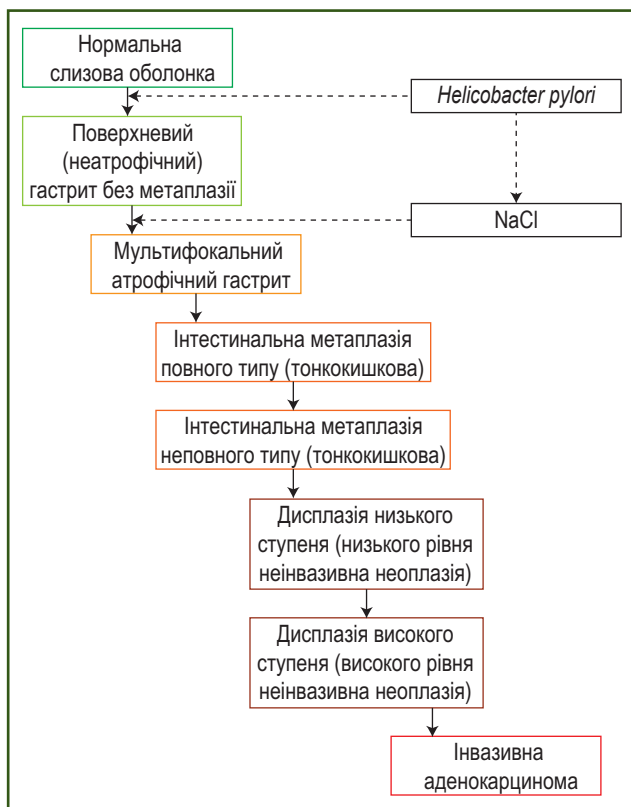 Нормальна
слизова оболонка
Helicobacter pylori
Поверхневий
(неатрофічний)
гастрит без метаплазії
NaCl
Мультифокальний
атрофічний гастрит
Інтестинальна метаплазія
повного типу (тонкокишкова)
Інтестинальна метаплазія
неповного типу (тонкокишкова)
Дисплазія низького
ступеня (низького рівня
неінвазивна неоплазія)
Дисплазія високого
ступеня (високого рівня
неінвазивна неоплазія)
Інвазивна
аденокарцинома